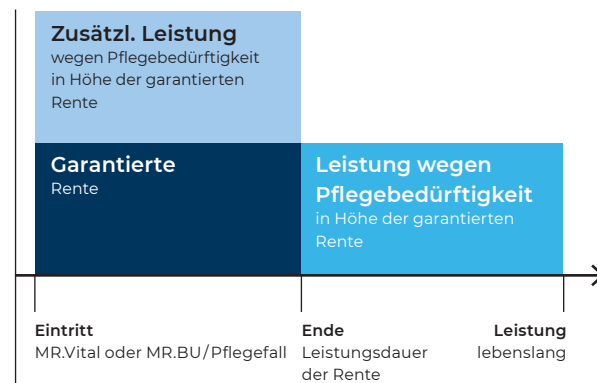 Zusätzl. Leistung
wegen Pflegebedürftigkeit
in Höhe der garantierten
Rente
Garantierte
Rente
Leistung wegen
Pflegebedürftigkeit
in Höhe der garantierten
Rente
Eintritt
MR.Vital oder MR.BU/Pflegefall
Ende
Leistungsdauer
der Rente
Leistung
lebenslang